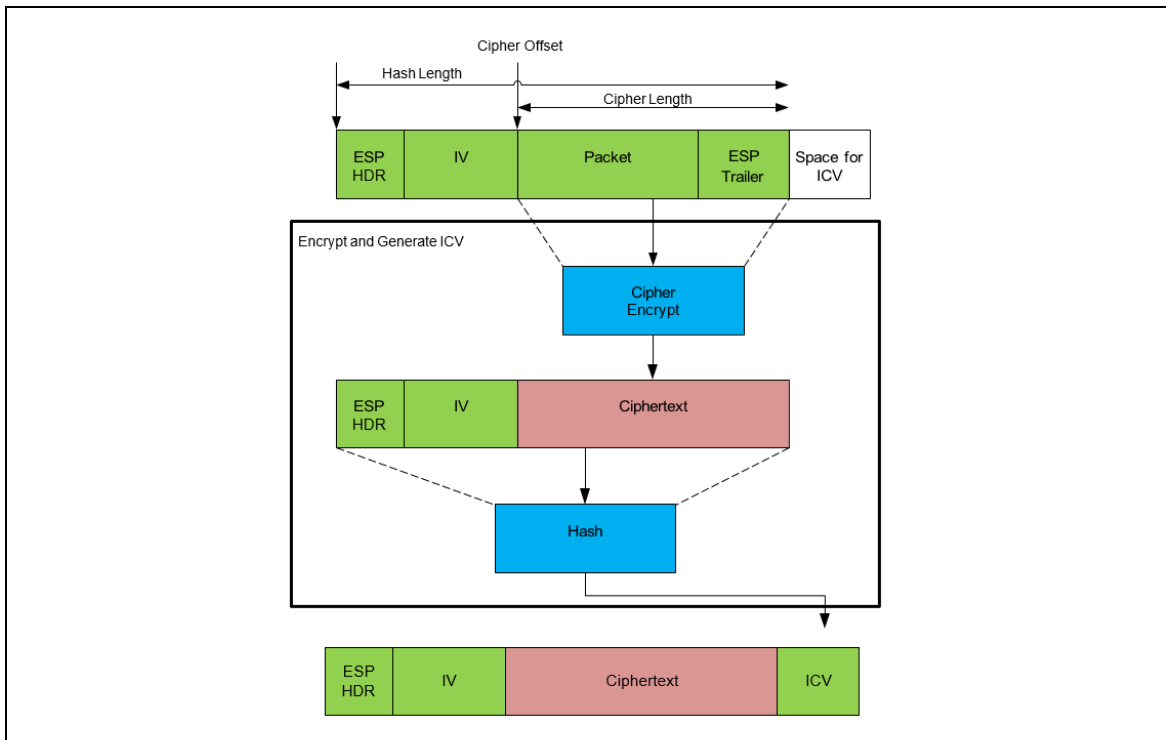 Cipher Offset
Hash Length
Cipher Length
ESP
HDR
IV
Packet
ESP
Trailer
Space for
ICV
Encrypt and Generate ICV
Cipher
Encrypt
ESP
HDR
IV
Ciphertext
Hash
ESP
HDR
IV
Ciphertext
ICV